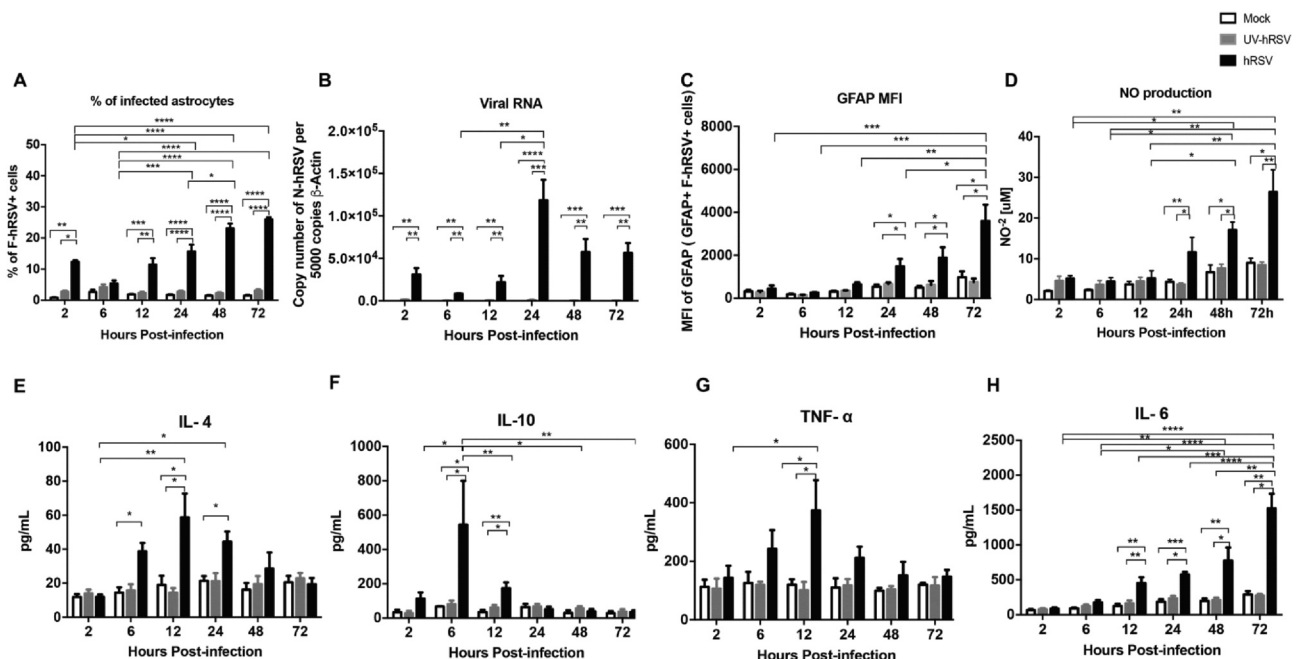 Mock
UV-hRSV
hRSV
A
% of infected astrocytes
% of F-hRSV+ cells
50
40
30
20
10
0
2 6 12 24 48 72
Hours Post-infection
**** **** * **** **** *** *
** * *** ** **** **** **** **** **** ****
B
Viral RNA
Copy number of N-hRSV per
5000 copies β-Actin
2.0×10⁵
1.5×10⁵
1.0×10⁵
5.0×10⁴
0.0
2 6 12 24 48 72
Hours Post-infection
** * **** ***
** ** ** ** ** ** *** ** *** **
C
GFAP MFI
MFI of GFAP ( GFAP+ F-hRSV+ cells)
8000
6000
4000
2000
0
2 6 12 24 48 72
Hours Post-infection
*** *** ** *
* * * * * *
D
NO production
NO⁻² [uM]
50
40
30
20
10
0
2 6 12 24h 48h 72h
Hours Post-infection
** * ** * ** *
** * * * * **
E
IL- 4
pg/mL
100
80
60
40
20
0
2 6 12 24 48 72
Hours Post-infection
* ** * * * *
F
IL-10
pg/mL
1000
800
600
400
200
0
2 6 12 24 48 72
Hours Post-infection
** * * ** * * ** *
G
TNF- α
pg/mL
600
400
200
0
2 6 12 24 48 72
Hours Post-infection
* * *
H
IL- 6
pg/mL
2500
2000
1500
1000
500
0
2 6 12 24 48 72
Hours Post-infection
**** ** **** * *** **** **
** ** *** * ** * ** *